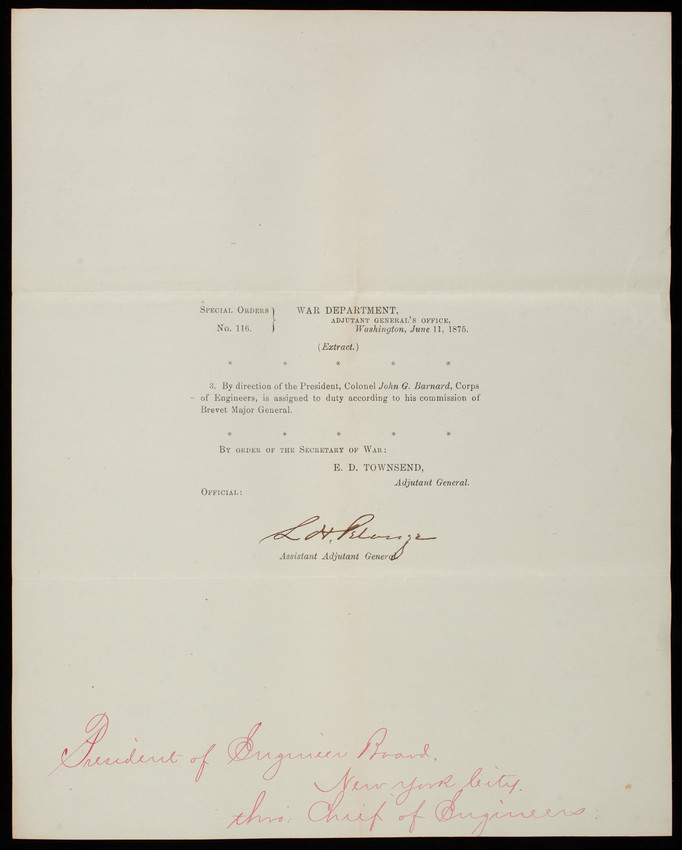 SPECIAL ORDERS } WAR DEPARTMENT,
ADJUTANT GENERAL'S OFFICE,
No. 116. Washington, June 11, 1875.
(Extract.)
* * * * *
3. By direction of the President, Colonel John G. Barnard, Corps
of Engineers, is assigned to duty according to his commission of
Brevet Major General.
* * * * *
BY ORDER OF THE SECRETARY OF WAR:
E. D. TOWNSEND,
Adjutant General.
OFFICIAL:
L. H. Pelouze
Assistant Adjutant General.
President of Engineer Board,
New York City.
thro. Chief of Engineers.